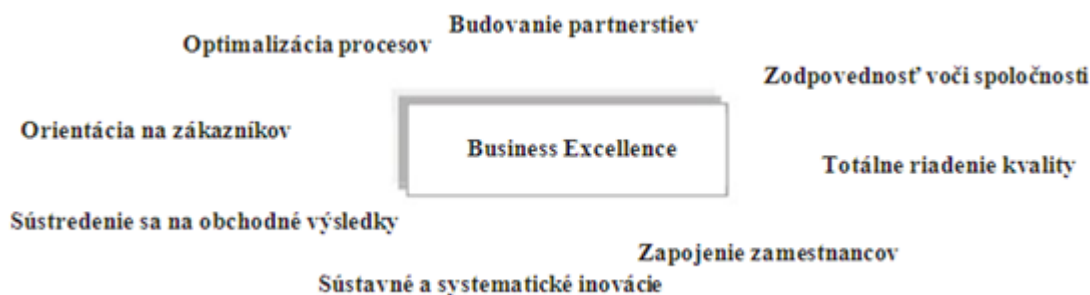 Budovanie partnerstiev
Optimalizácia procesov
Zodpovednosť voči spoločnosti
Orientácia na zákazníkov
Business Excellence
Totálne riadenie kvality
Sústredenie sa na obchodné výsledky
Zapojenie zamestnancov
Sústavné a systematické inovácie